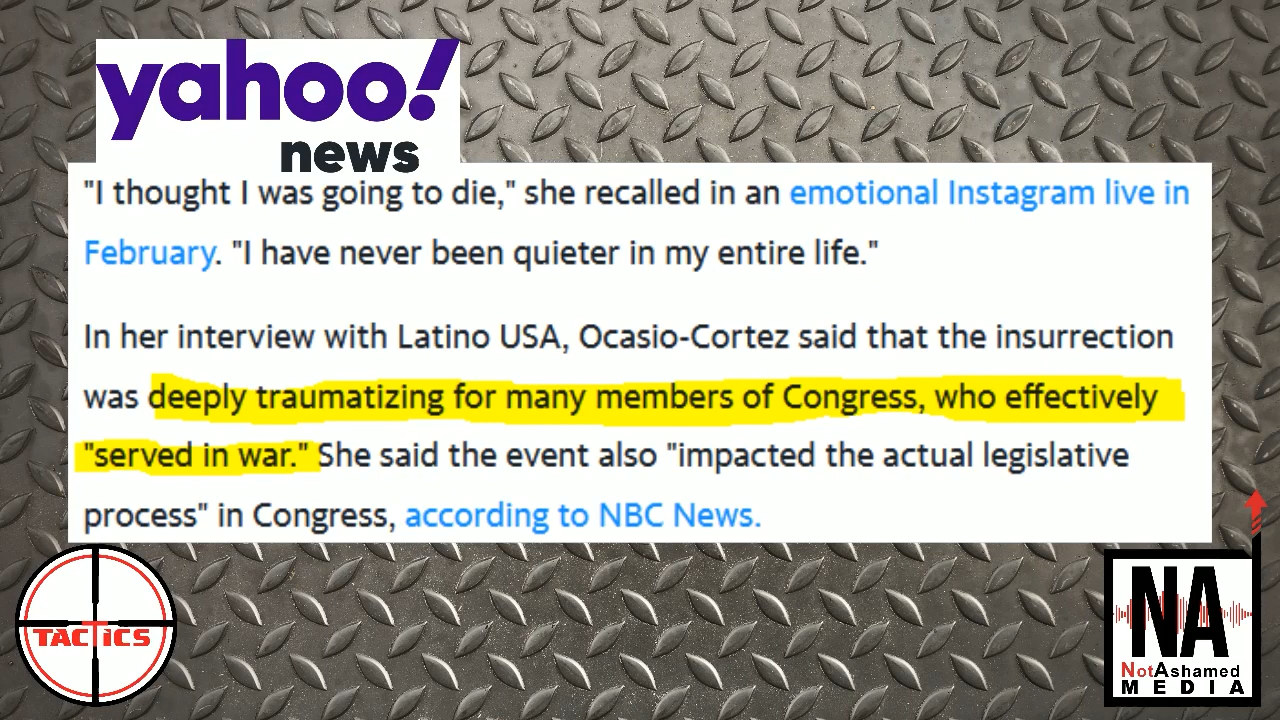 yahoo!
news
"I thought I was going to die," she recalled in an emotional Instagram live in
February. "I have never been quieter in my entire life."
In her interview with Latino USA, Ocasio-Cortez said that the insurrection
was deeply traumatizing for many members of Congress, who effectively
"served in war." She said the event also "impacted the actual legislative
process" in Congress, according to NBC News.
TACTICS
NA
NotAshamed
MEDIA